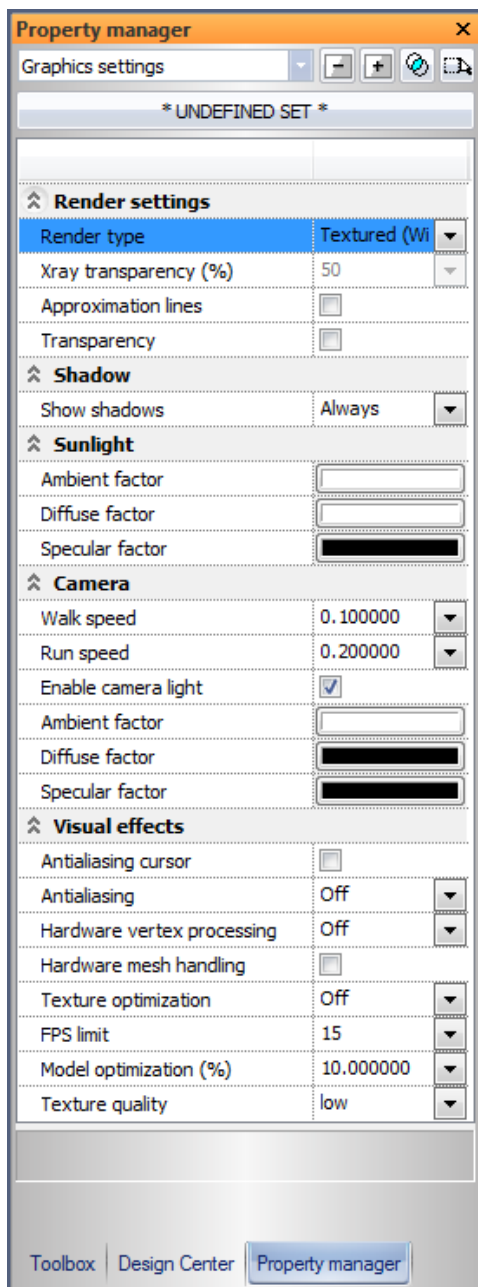 Property manager
Graphics settings
* UNDEFINED SET *
Render settings
Render type Textured (Wi
Xray transparency (%) 50
Approximation lines
Transparency
Shadow
Show shadows Always
Sunlight
Ambient factor
Diffuse factor
Specular factor
Camera
Walk speed 0.100000
Run speed 0.200000
Enable camera light
Ambient factor
Diffuse factor
Specular factor
Visual effects
Antialiasing cursor
Antialiasing Off
Hardware vertex processing Off
Hardware mesh handling
Texture optimization Off
FPS limit 15
Model optimization (%) 10.000000
Texture quality low
Toolbox Design Center Property manager